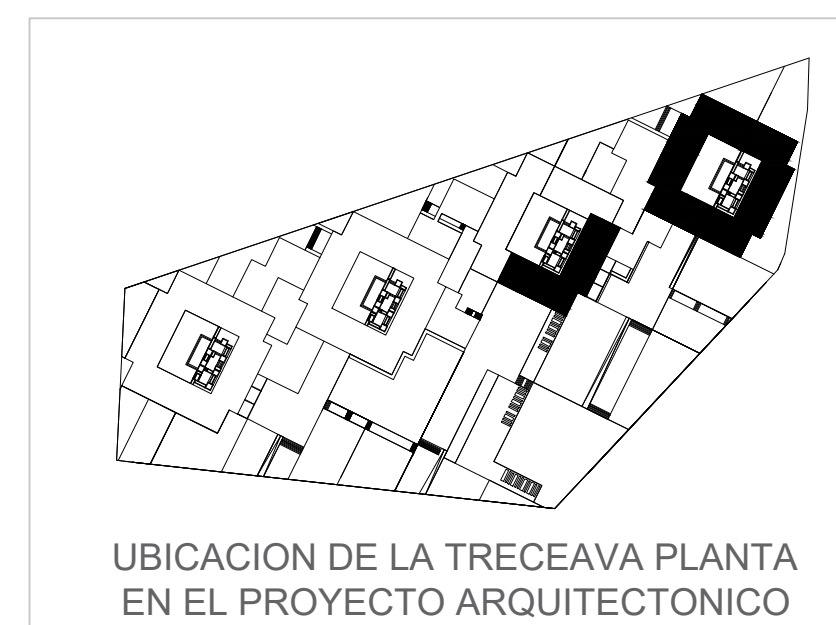 UBICACION DE LA TRECEAVA PLANTA
EN EL PROYECTO ARQUITECTONICO